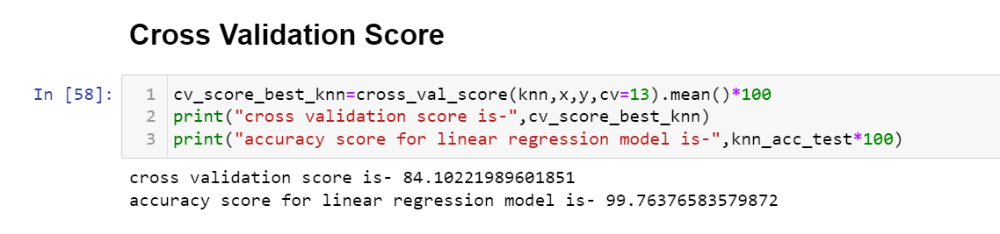 Cross Validation Score
In [58]:
1 cv_score_best_knn=cross_val_score(knn,x,y,cv=13).mean()*100
2 print("cross validation score is-",cv_score_best_knn)
3 print("accuracy score for linear regression model is-",knn_acc_test*100)
cross validation score is- 84.10221989601851
accuracy score for linear regression model is- 99.76376583579872